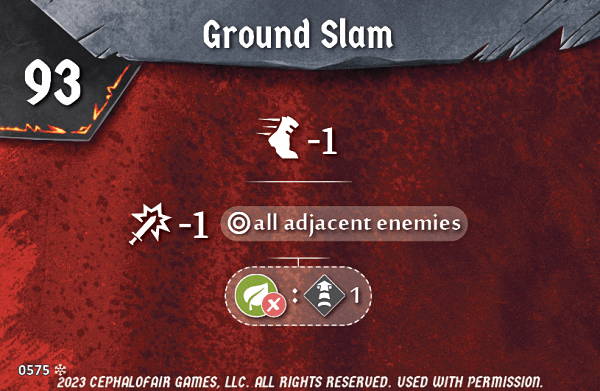 Ground Slam
93
-1
-1 all adjacent enemies
: 1
0575
2023 CEPHALOFAIR GAMES, LLC. ALL RIGHTS RESERVED. USED WITH PERMISSION.